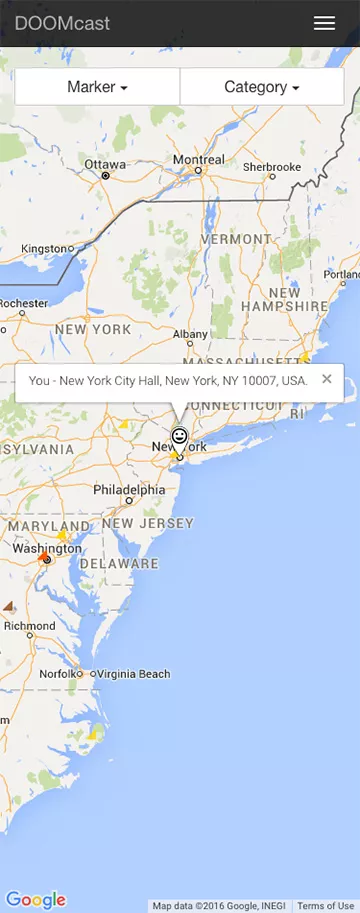 DOOMcast
Marker
Category
Ottawa
Montreal
Sherbrooke
Kingston
VERMONT
Portlan
NEW
HAMPSHIRE
Rochester
NEW YORK
Albany
MASSACHUSETTS
You - New York City Hall, New York, NY 10007, USA. ×
CONNECTICUT
RI
SYLVANIA
New York
Philadelphia
MARYLAND
NEW JERSEY
Washington
DELAWARE
Richmond
Norfolk
Virginia Beach
m
Google
Map data ©2016 Google, INEGI
Terms of Use